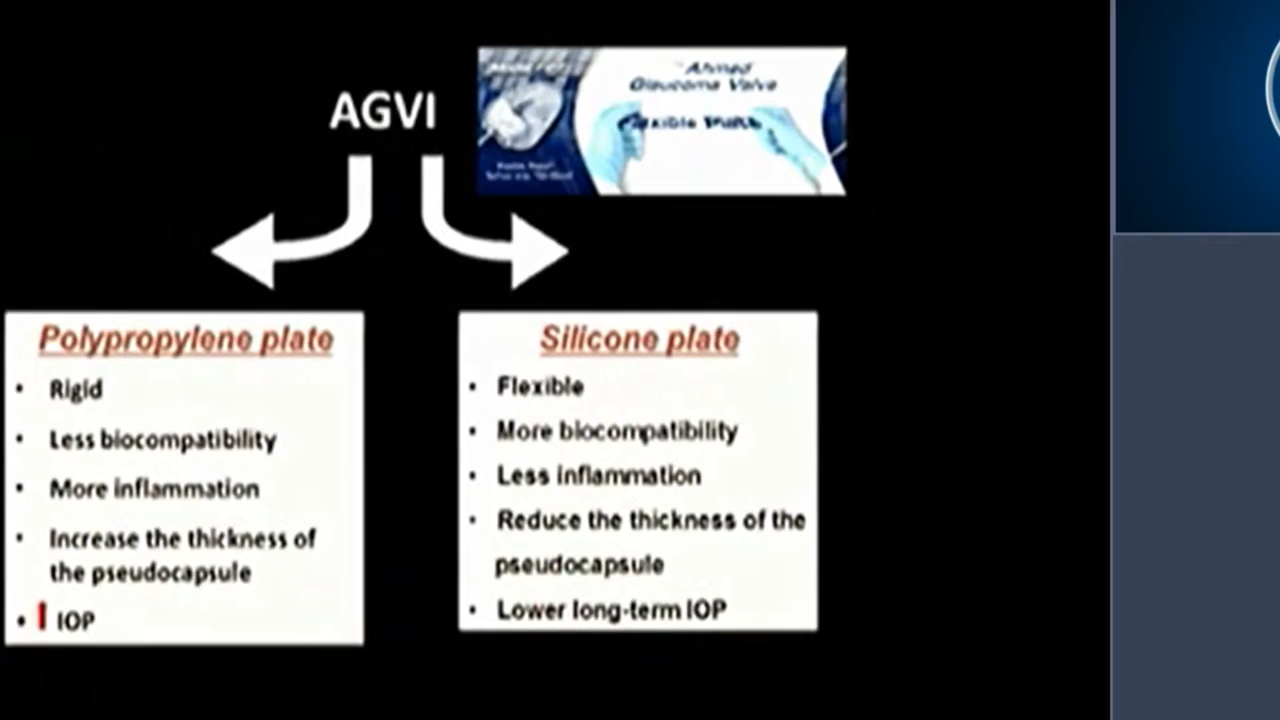 AGVI
Ahmed
Glaucoma Valve
Flexible
Polypropylene plate
• Rigid
• Less biocompatibility
• More inflammation
• Increase the thickness of
the pseudocapsule
• IOP
Silicone plate
• Flexible
• More biocompatibility
• Less inflammation
• Reduce the thickness of the
pseudocapsule
• Lower long-term IOP